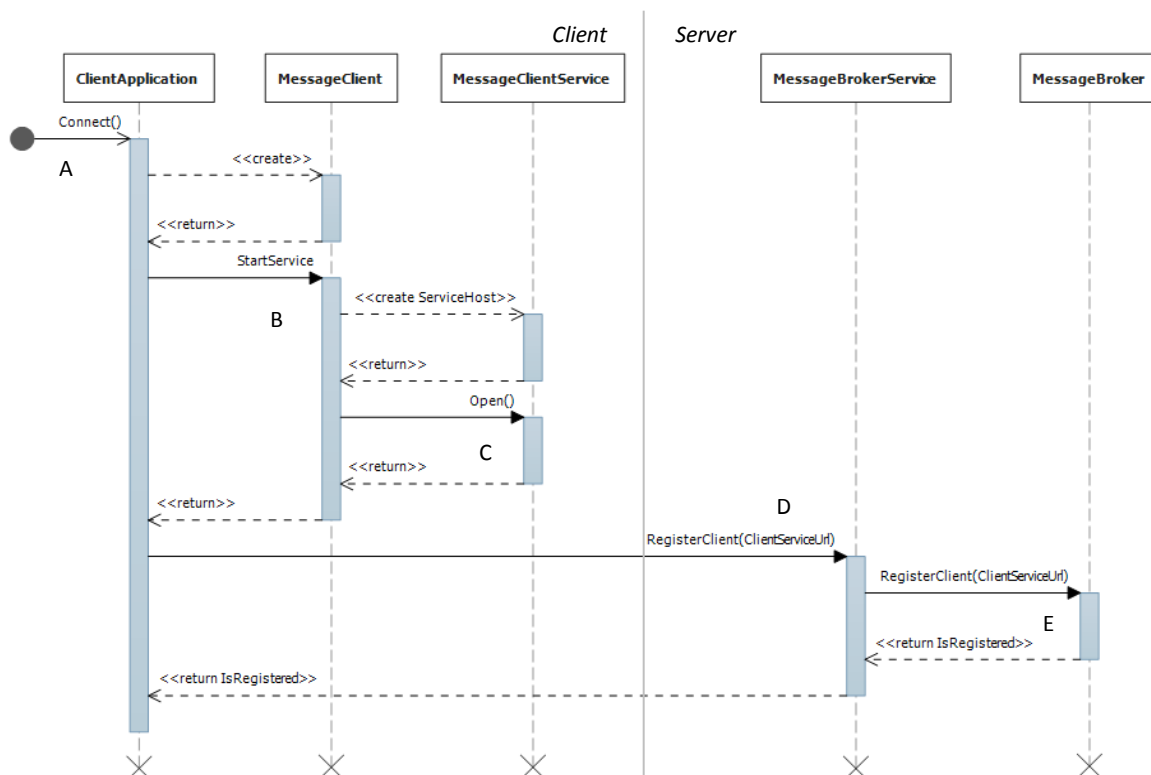 Client
Server
ClientApplication
MessageClient
MessageClientService
MessageBrokerService
MessageBroker
Connect()
A
<<create>>
<<return>>
StartService
<<create ServiceHost>>
B
<<return>>
Open()
C
<<return>>
<<return>>
D
RegisterClient(ClientServiceUrl)
RegisterClient(ClientServiceUrl)
E
<<return IsRegistered>>
<<return IsRegistered>>